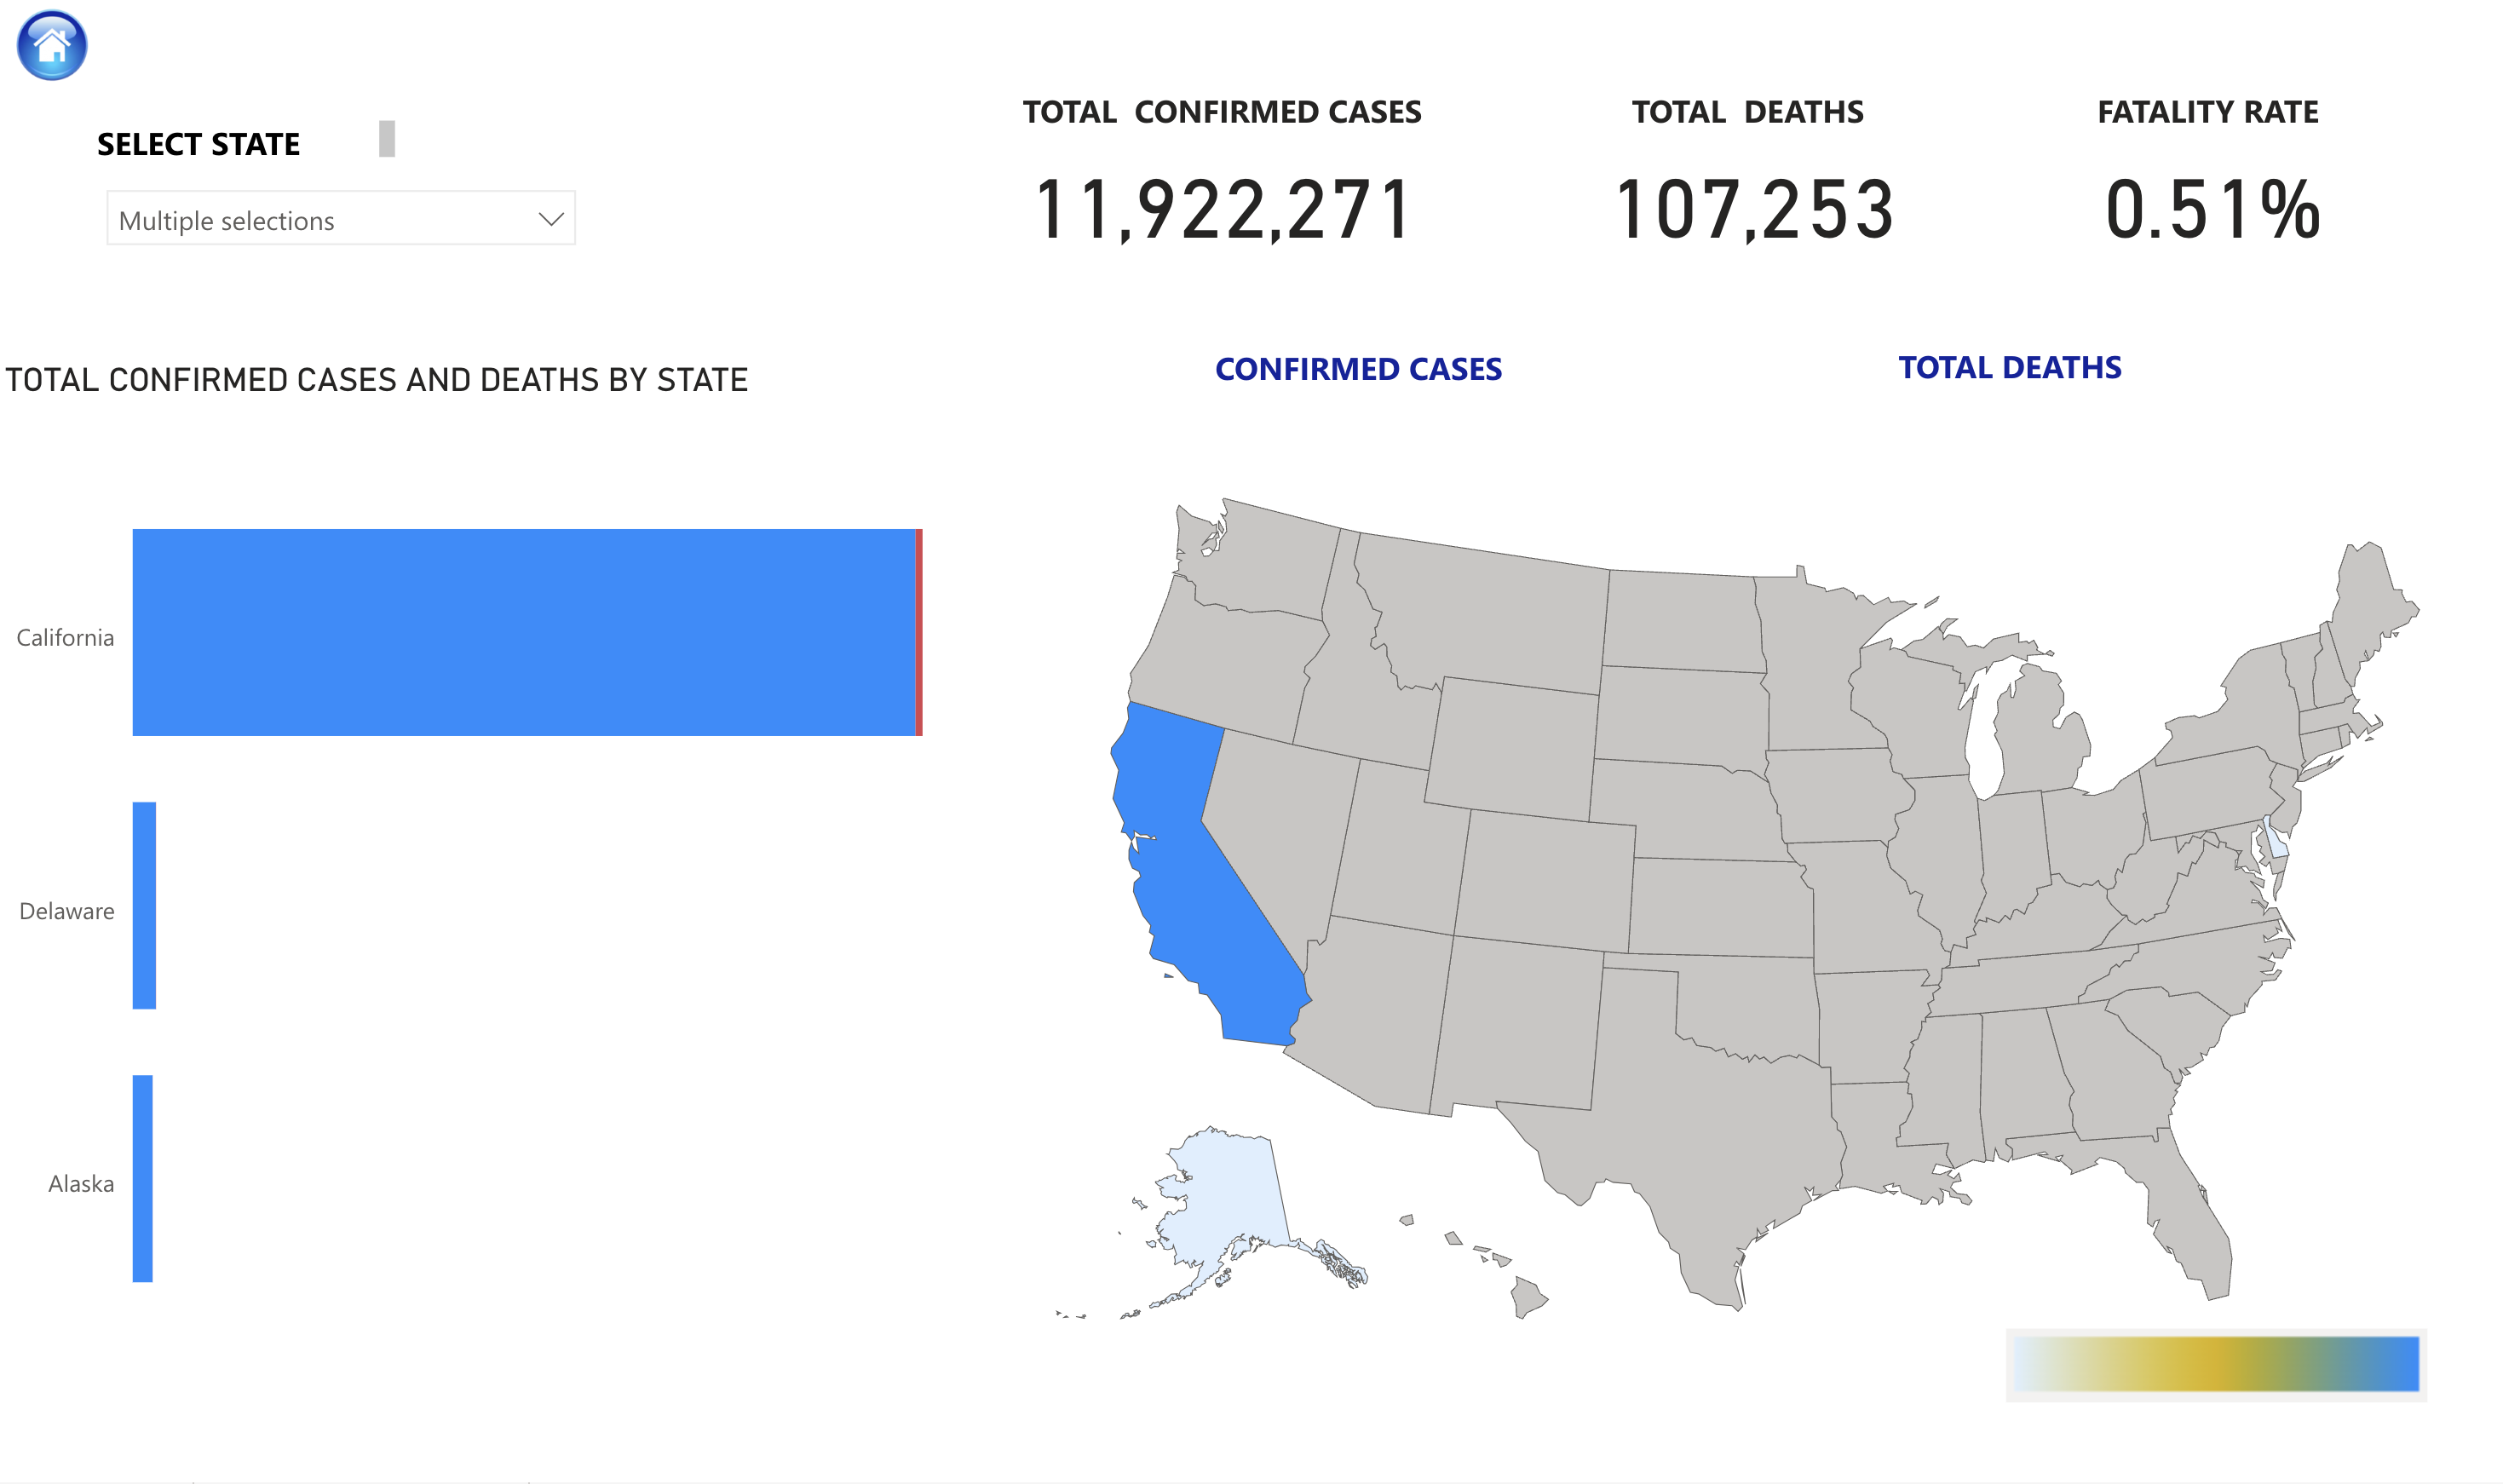 SELECT STATE
Multiple selections
TOTAL CONFIRMED CASES
11,922,271
TOTAL DEATHS
107,253
FATALITY RATE
0.51%
TOTAL CONFIRMED CASES AND DEATHS BY STATE
California
Delaware
Alaska
CONFIRMED CASES
TOTAL DEATHS